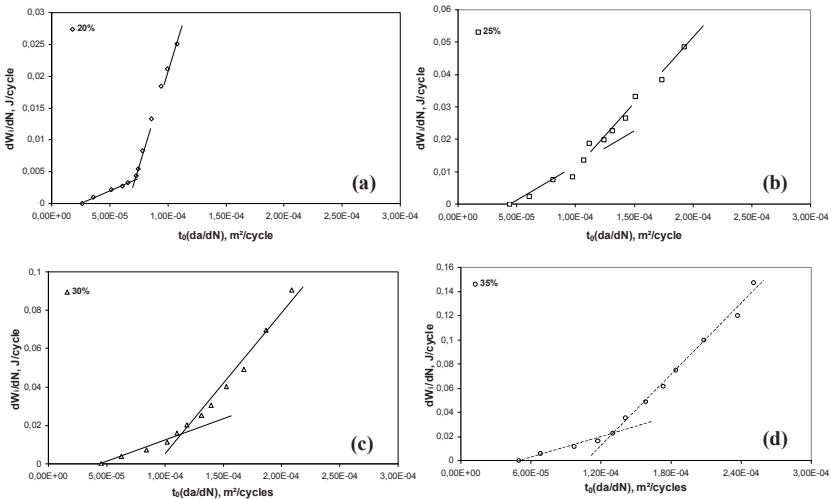 0,03
0,025
0,02
0,015
0,01
0,005
0
dWᵢ/dN, J/cycle
20%
(a)
0,00E+00 5,00E-05 1,00E-04 1,50E-04 2,00E-04 2,50E-04 3,00E-04
t₀(da/dN), m²/cycle
0,06
0,05
0,04
0,03
0,02
0,01
0
dWᵢ/dN, J/cycle
25%
(b)
0,00E+00 5,00E-05 1,00E-04 1,50E-04 2,00E-04 2,50E-04 3,00E-04
t₀(da/dN), m²/cycle
0,1
0,08
0,06
0,04
0,02
0
dWᵢ/dN, J/cycle
30%
(c)
0,00E+00 5,00E-05 1,00E-04 1,50E-04 2,00E-04 2,50E-04 3,00E-04
t₀(da/dN), m²/cycles
0,16
0,14
0,12
0,1
0,08
0,06
0,04
0,02
0
dWᵢ/dN, J/cycle
35%
(d)
0,00E+00 6,00E-05 1,20E-04 1,80E-04 2,40E-04 3,00E-04
t₀(da/dN), m²/cycles